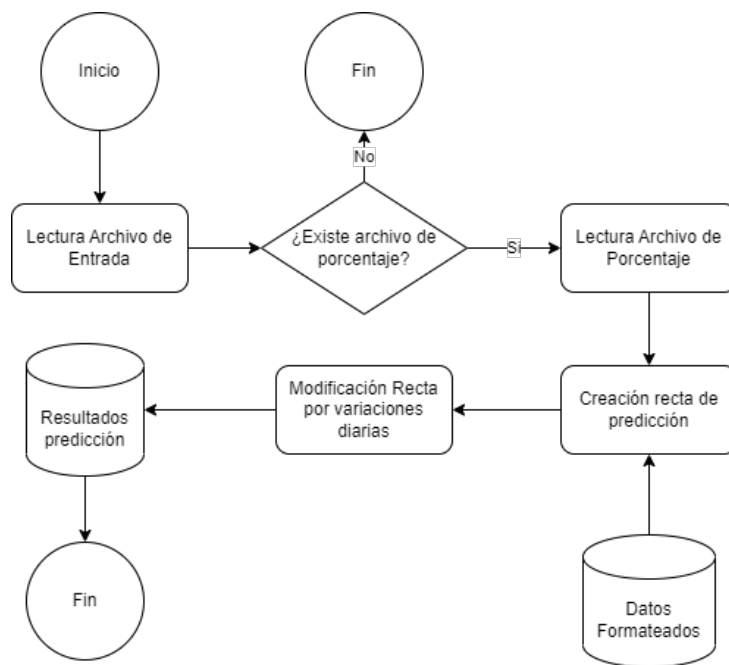 Inicio
Fin
No
Lectura Archivo de
Entrada
¿Existe archivo de
porcentaje?
Si
Lectura Archivo de
Porcentaje
Resultados
predicción
Modificación Recta
por variaciones
diarias
Creación recta de
predicción
Fin
Datos
Formateados